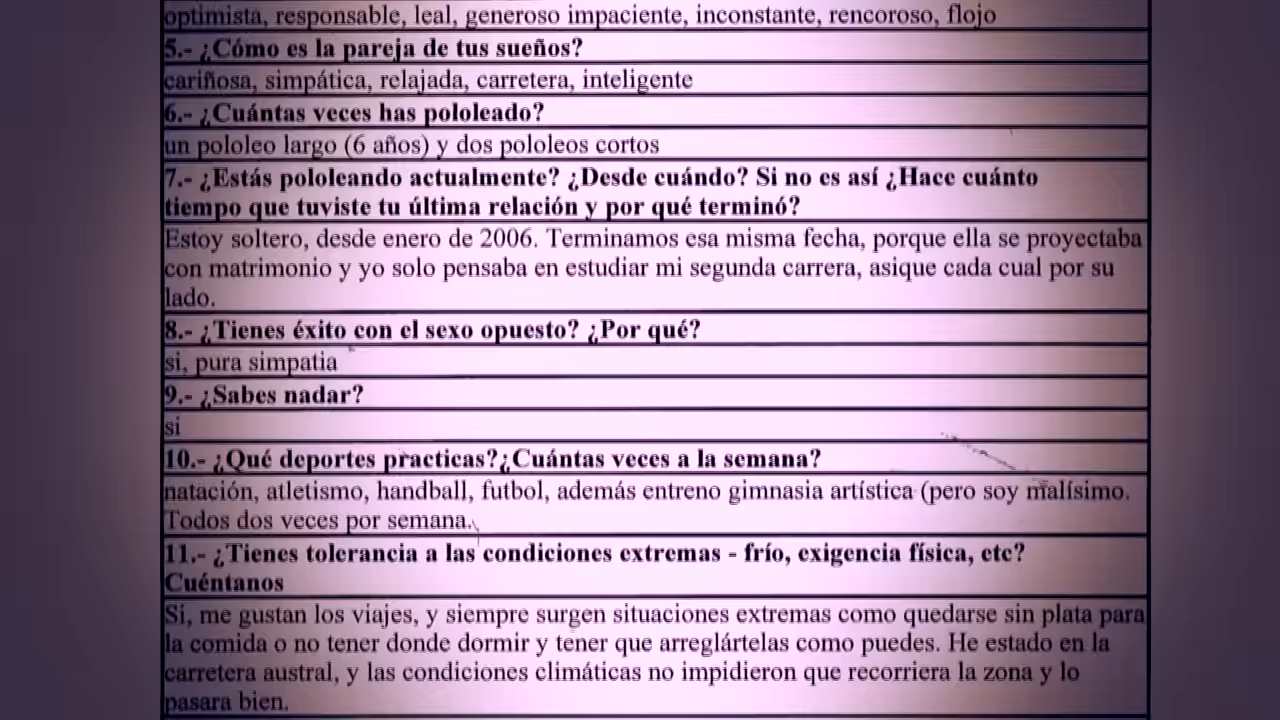 optimista, responsable, leal, generoso impaciente, inconstante, rencoroso, flojo
5.- ¿Cómo es la pareja de tus sueños?
cariñosa, simpática, relajada, carretera, inteligente
6.- ¿Cuántas veces has pololeado?
un pololeo largo (6 años) y dos pololeos cortos
7.- ¿Estás pololeando actualmente? ¿Desde cuándo? Si no es así ¿Hace cuánto
tiempo que tuviste tu última relación y por qué terminó?
Estoy soltero, desde enero de 2006. Terminamos esa misma fecha, porque ella se proyectaba
con matrimonio y yo solo pensaba en estudiar mi segunda carrera, asique cada cual por su
lado.
8.- ¿Tienes éxito con el sexo opuesto? ¿Por qué?
si, pura simpatia
9.- ¿Sabes nadar?
si
10.- ¿Qué deportes practicas?¿Cuántas veces a la semana?
natación, atletismo, handball, futbol, además entreno gimnasia artística (pero soy malísimo.
Todos dos veces por semana.
11.- ¿Tienes tolerancia a las condiciones extremas - frío, exigencia física, etc?
Cuéntanos
Sí, me gustan los viajes, y siempre surgen situaciones extremas como quedarse sin plata para
la comida o no tener donde dormir y tener que arreglártelas como puedes. He estado en la
carretera austral, y las condiciones climáticas no impidieron que recorriera la zona y lo
pasara bien.